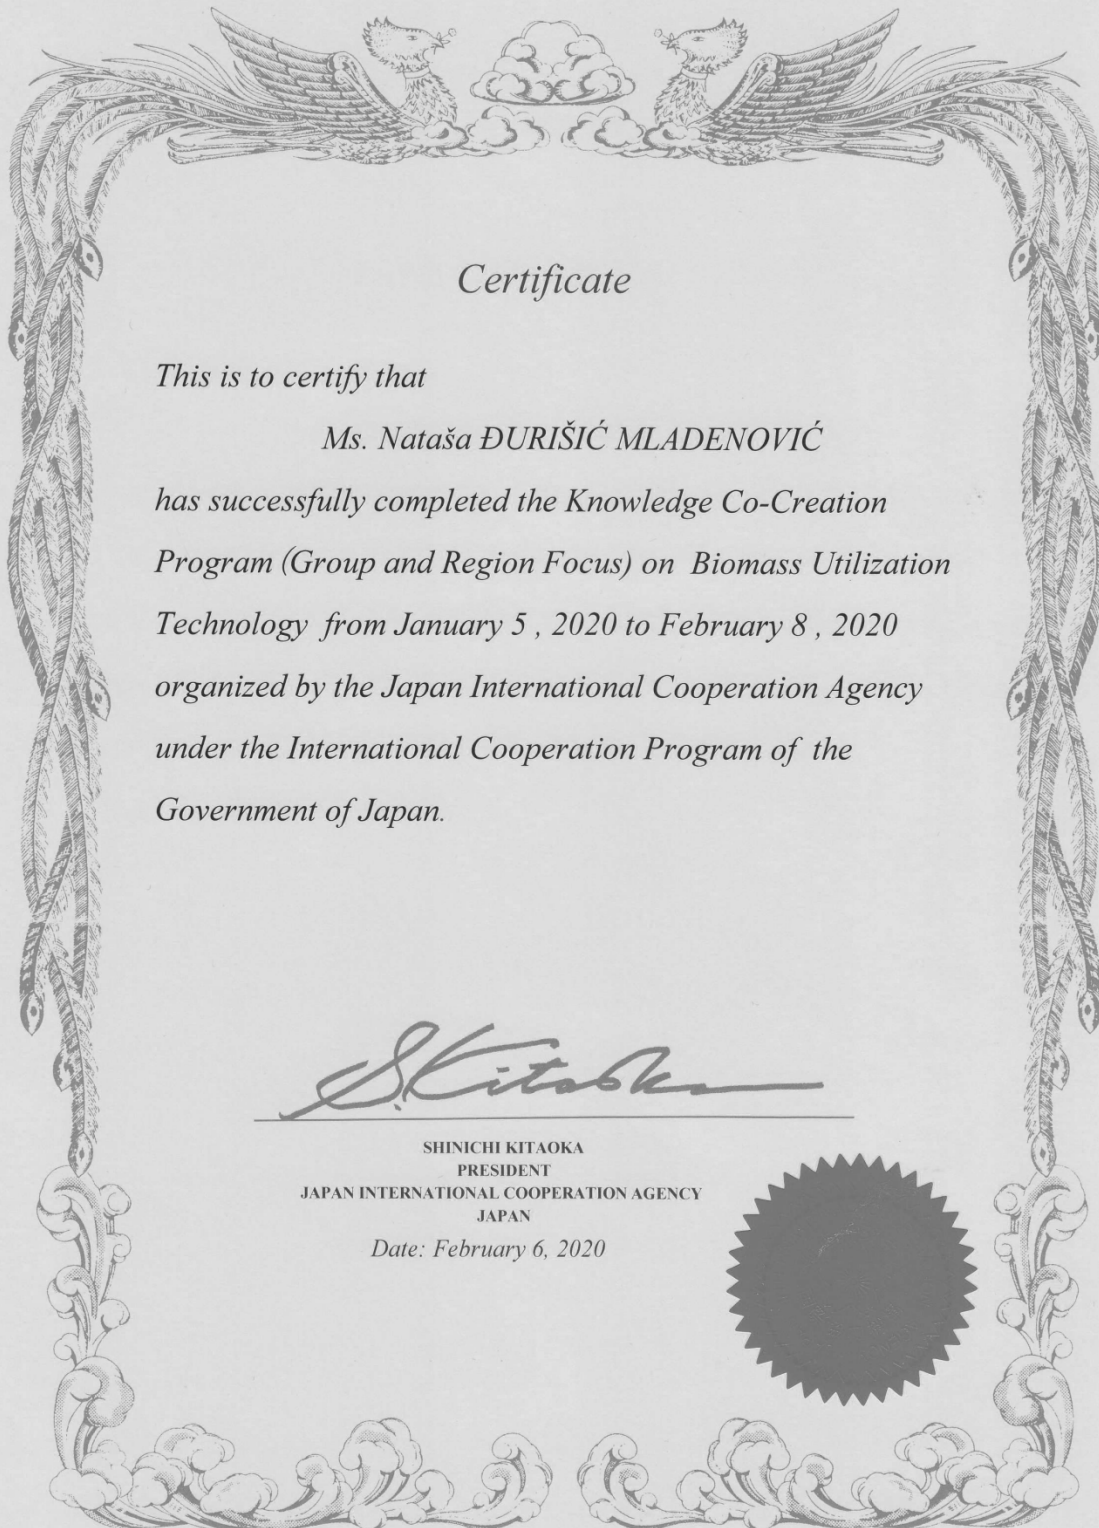 Certificate
This is to certify that
Ms. Nataša ĐURIŠIĆ MLADENOVIĆ
has successfully completed the Knowledge Co-Creation
Program (Group and Region Focus) on Biomass Utilization
Technology from January 5 , 2020 to February 8 , 2020
organized by the Japan International Cooperation Agency
under the International Cooperation Program of the
Government of Japan.
S.Kitaoka
SHINICHI KITAOKA
PRESIDENT
JAPAN INTERNATIONAL COOPERATION AGENCY
JAPAN
Date: February 6, 2020